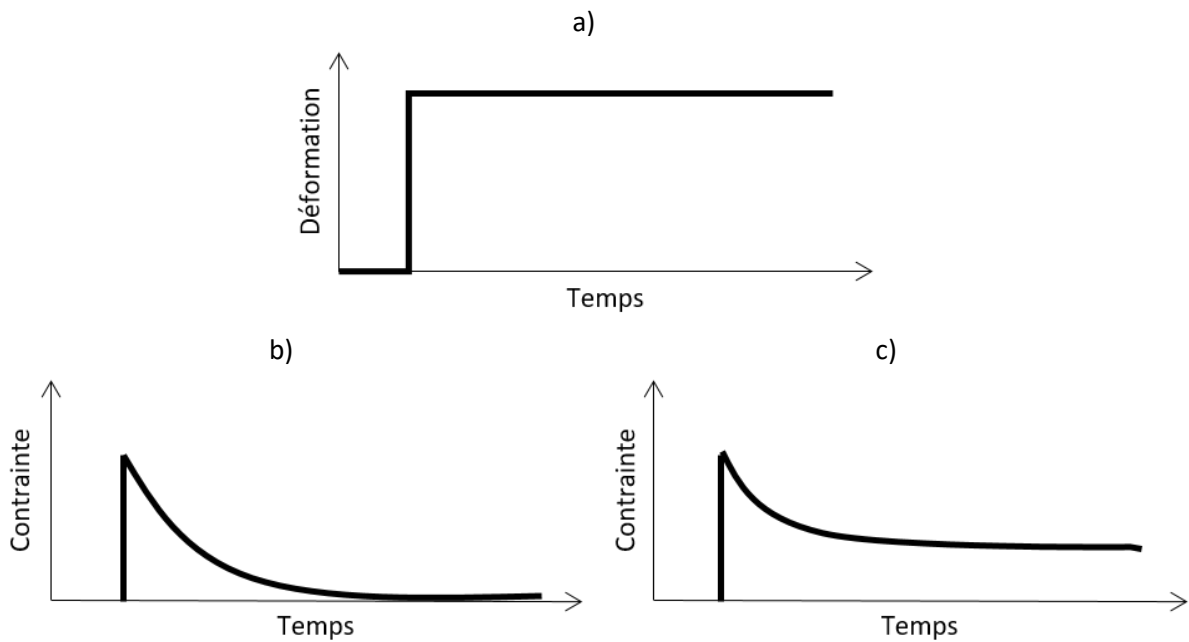 a)
Déformation
Temps
b)
Contrainte
Temps
c)
Contrainte
Temps